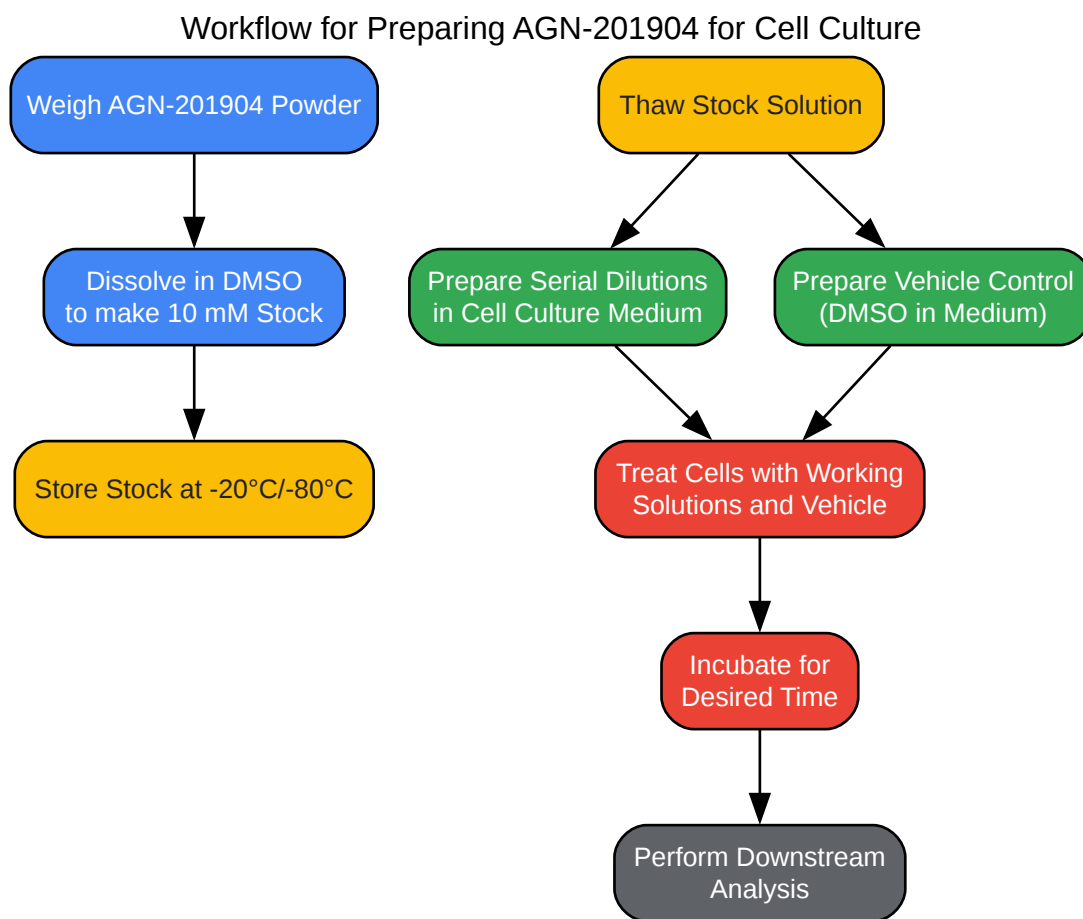 Workflow for Preparing AGN-201904 for Cell Culture
Weigh AGN-201904 Powder
Dissolve in DMSO
to make 10 mM Stock
Store Stock at -20°C/-80°C
Thaw Stock Solution
Prepare Serial Dilutions
in Cell Culture Medium
Prepare Vehicle Control
(DMSO in Medium)
Treat Cells with Working
Solutions and Vehicle
Incubate for
Desired Time
Perform Downstream
Analysis